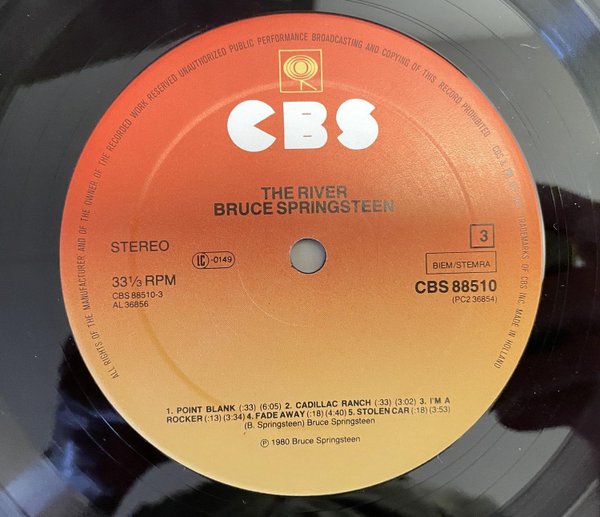 ALL RIGHTS OF THE MANUFACTURER AND OF THE OWNER OF THE RECORDED WORK RESERVED UNAUTHORIZED PUBLIC PERFORMANCE BROADCASTING AND COPYING OF THIS RECORD PROHIBITED
CBS & TRADEMARKS OF CBS INC. MADE IN HOLLAND
CBS
THE RIVER
BRUCE SPRINGSTEEN
STEREO
LC -0149
3
BIEM/STEMRA
33⅓ RPM
CBS 88510
CBS 88510-3
(PC2 36854)
AL 36856
1. POINT BLANK (:33) (6:05) 2. CADILLAC RANCH (:33) (3:02) 3. I'M A
ROCKER (:13) (3:34) 4. FADE AWAY (:18) (4:40) 5. STOLEN CAR (:18) (3:53)
(B. Springsteen) Bruce Springsteen
℗ 1980 Bruce Springsteen